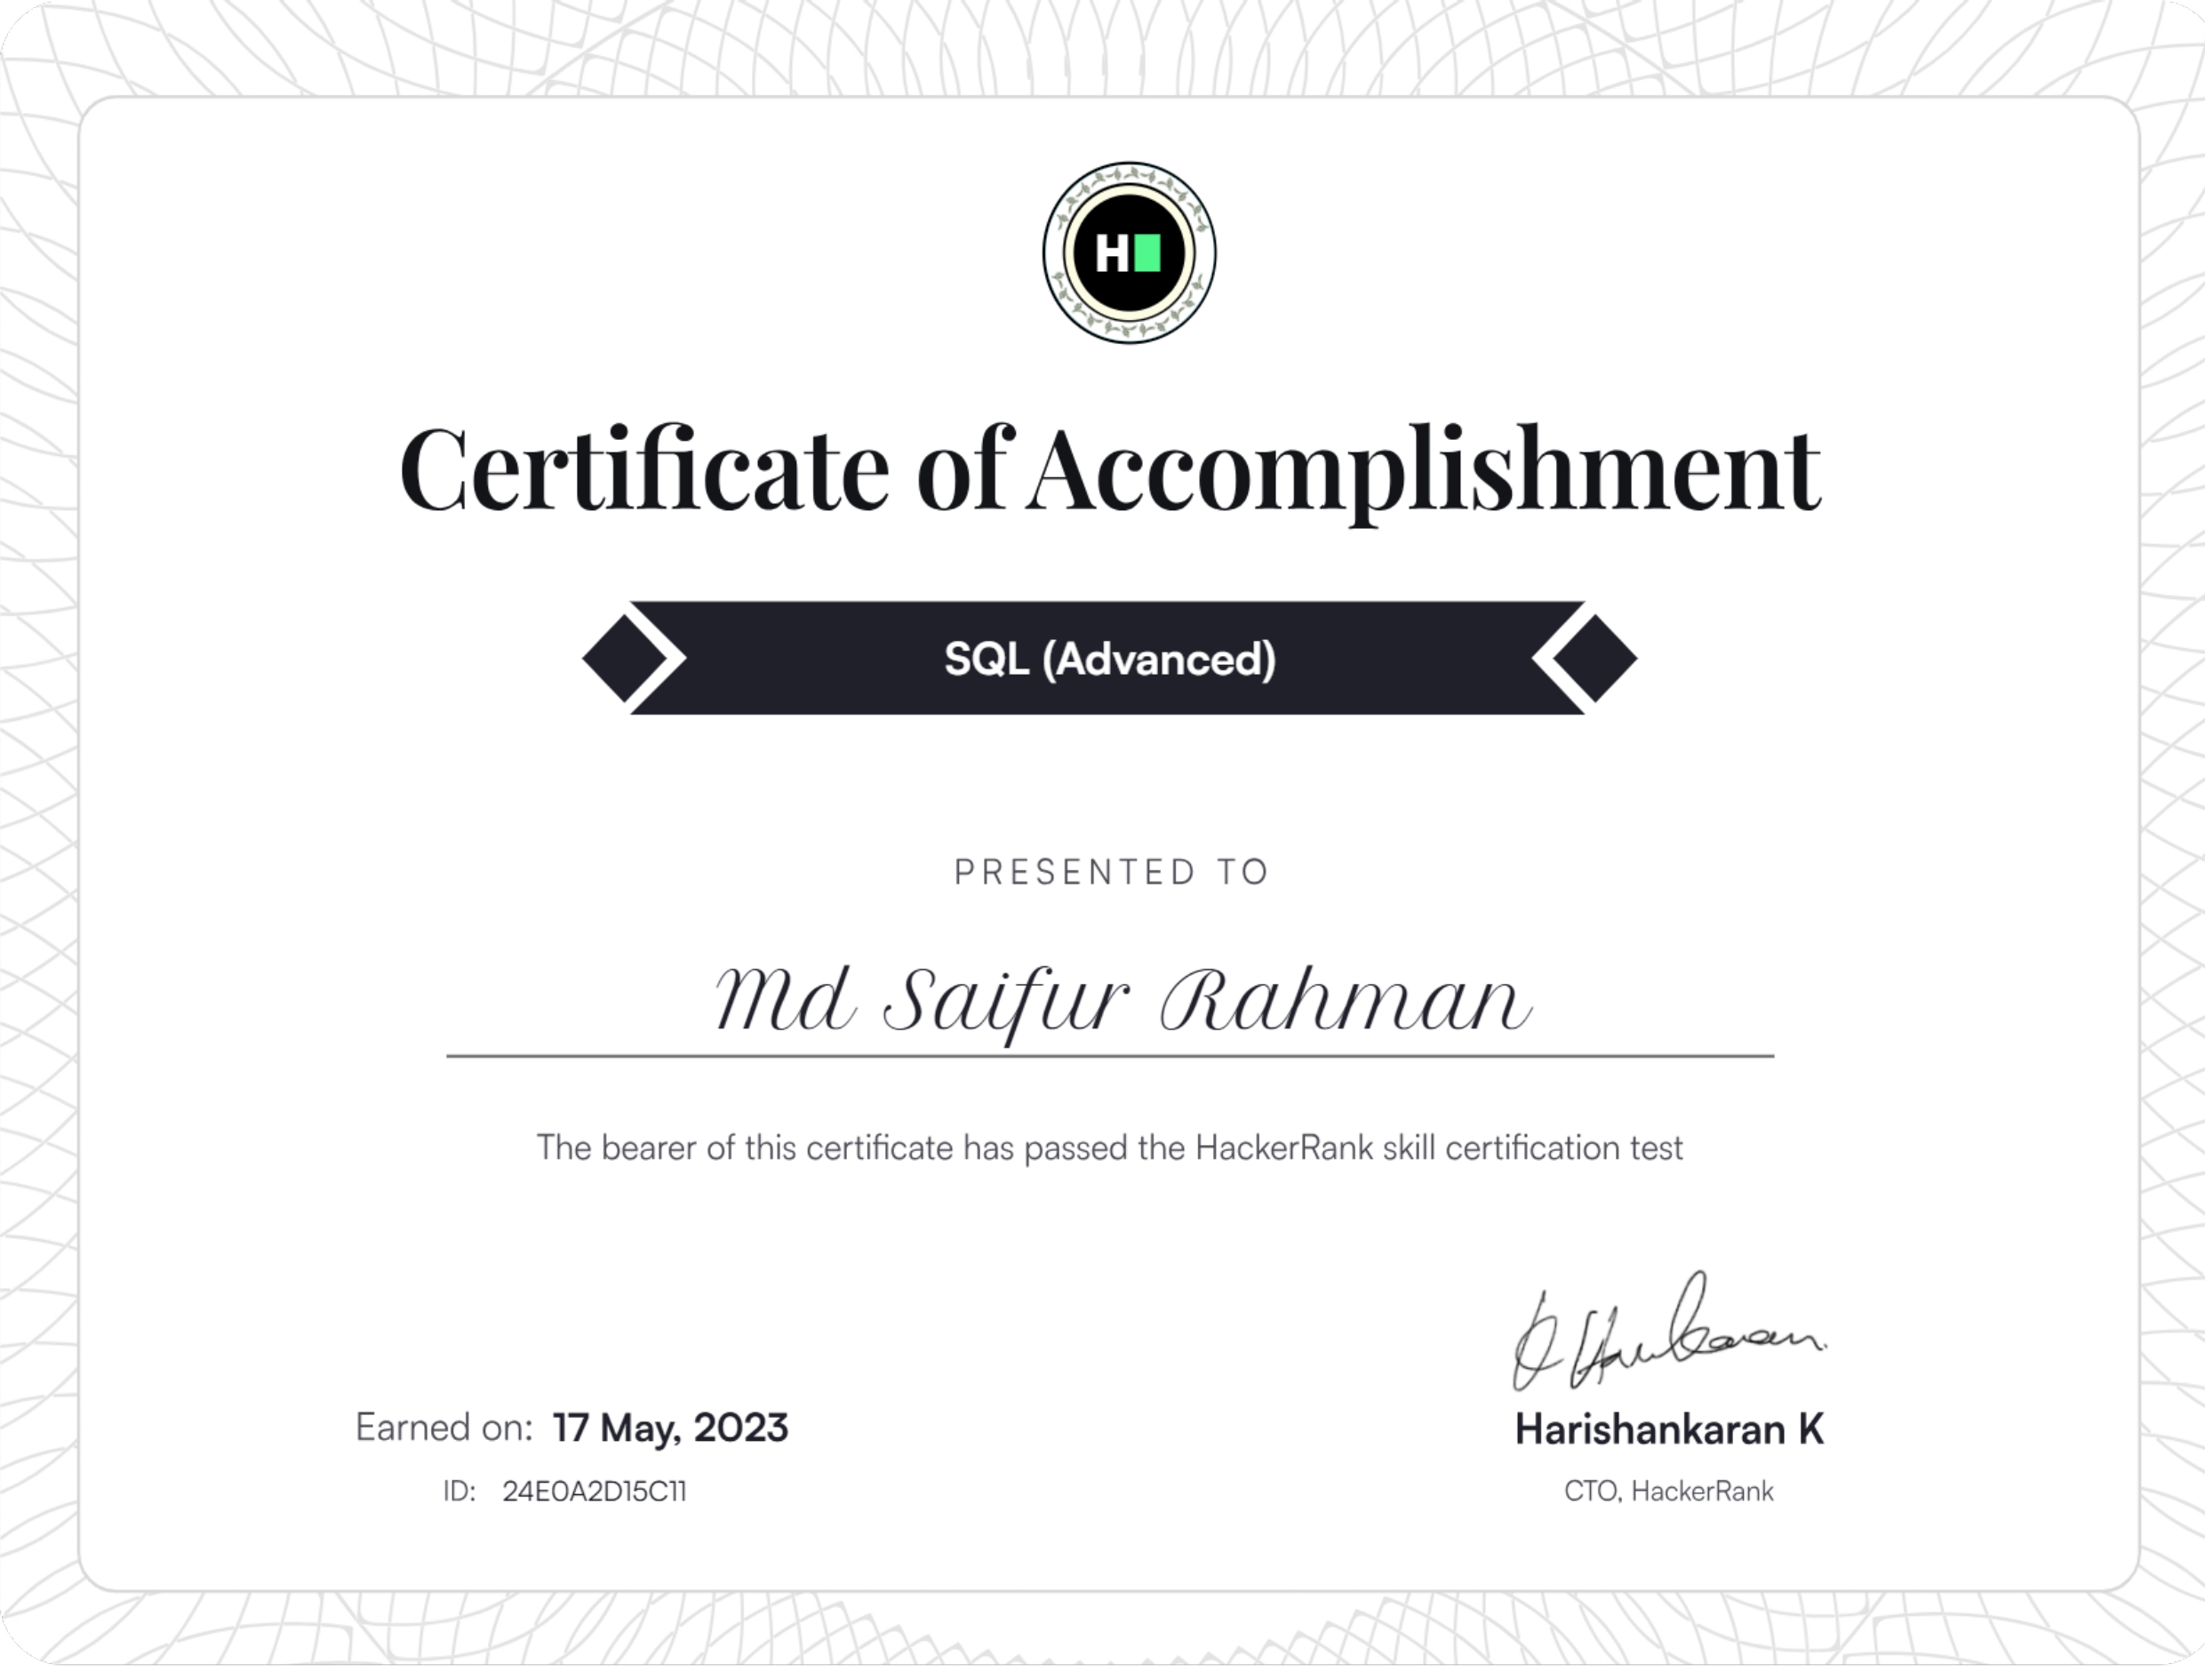 H
Certificate of Accomplishment
SQL (Advanced)
PRESENTED TO
Md Saifur Rahman
The bearer of this certificate has passed the HackerRank skill certification test
Earned on: 17 May, 2023
ID: 24E0A2D15C11
Harishankaran K
CTO, HackerRank